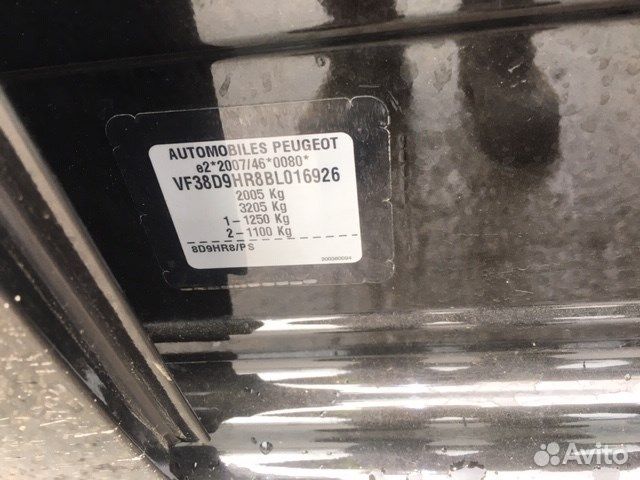 AUTOMOBILES PEUGEOT
e2*2007/46*0080*
VF38D9HR8BL016926
2005 Kg
3205 Kg
1-1250 Kg
2-1100 Kg
8D9HR8/PS
Avito